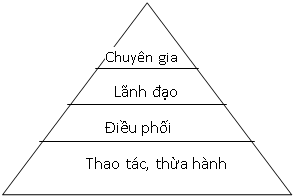 Chuyên gia
Lãnh đạo
Điều phối
Thao tác, thừa hành